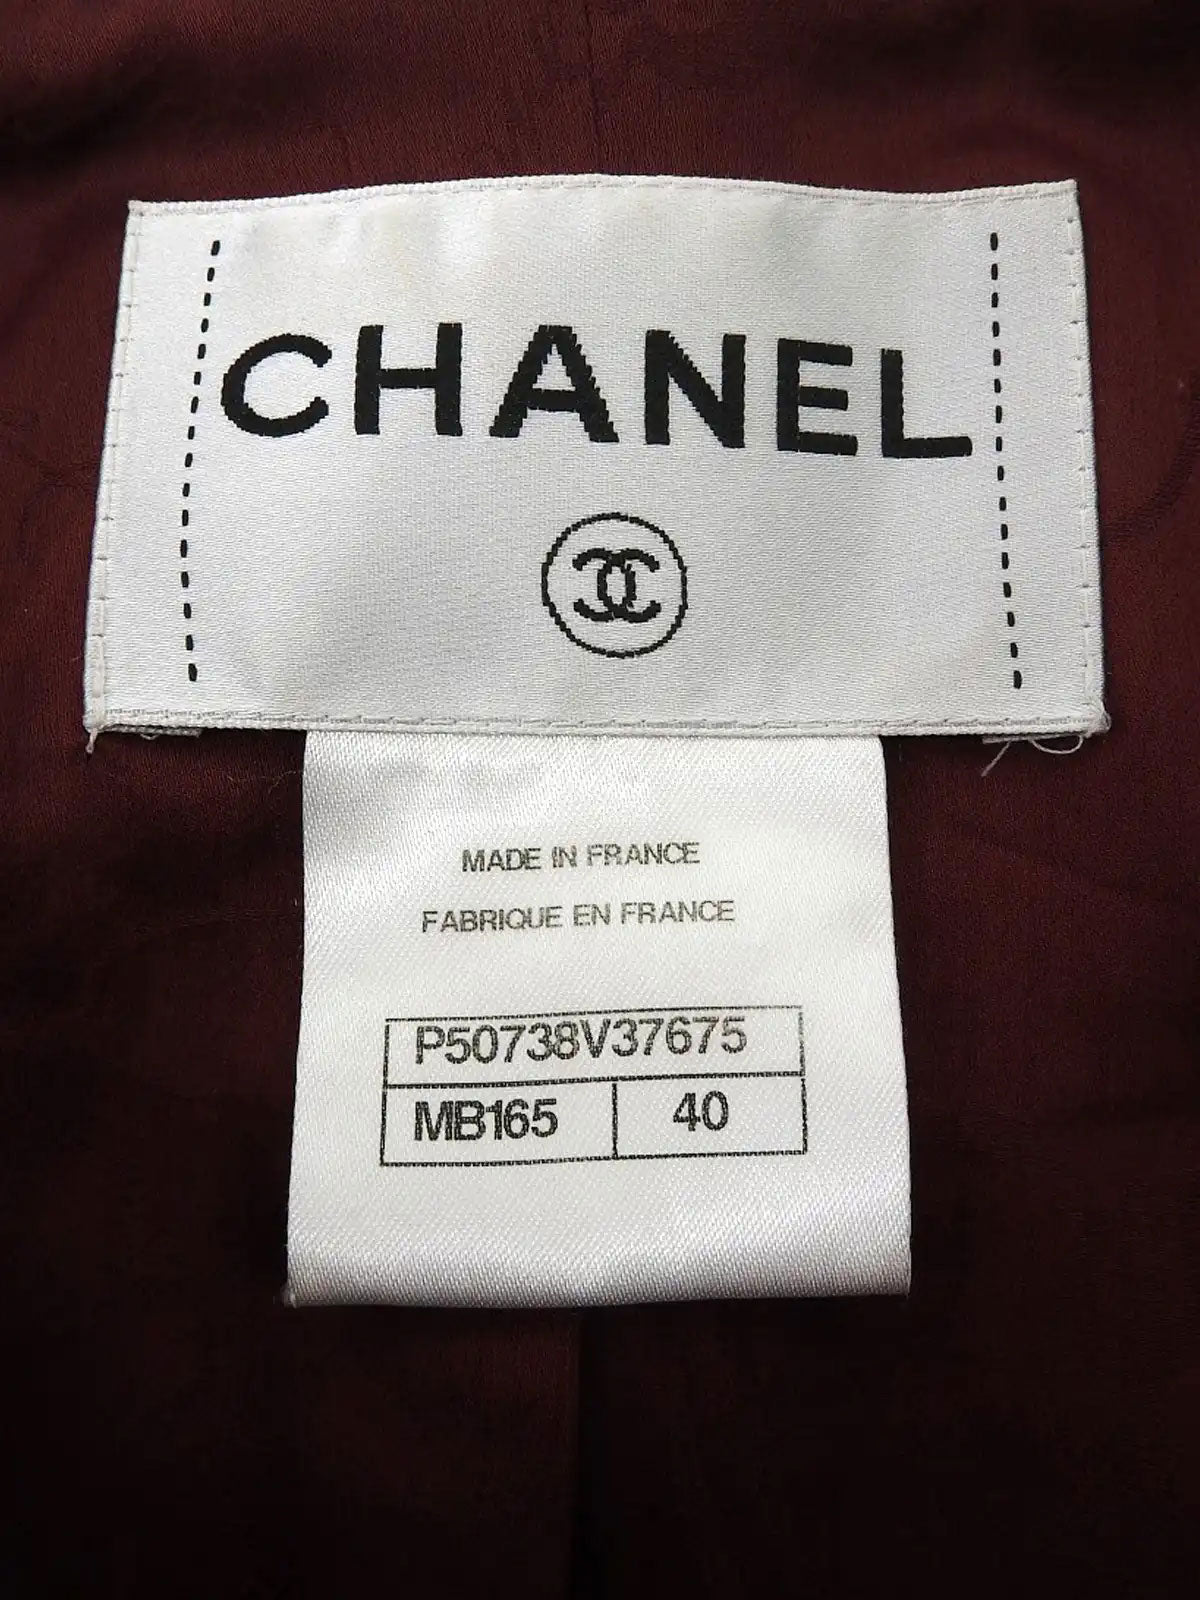 CHANEL
MADE IN FRANCE
FABRIQUE EN FRANCE
P50738V37675
MB165 40